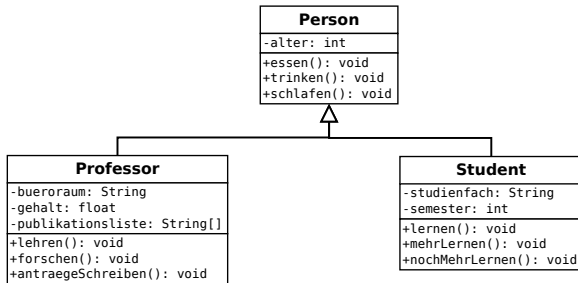 Person
-alter: int
+essen(): void
+trinken(): void
+schlafen(): void
Professor
-bueroraum: String
-gehalt: float
-publikationsliste: String[]
+lehren(): void
+forschen(): void
+antraegeSchreiben(): void
Student
-studienfach: String
-semester: int
+lernen(): void
+mehrLernen(): void
+nochMehrLernen(): void